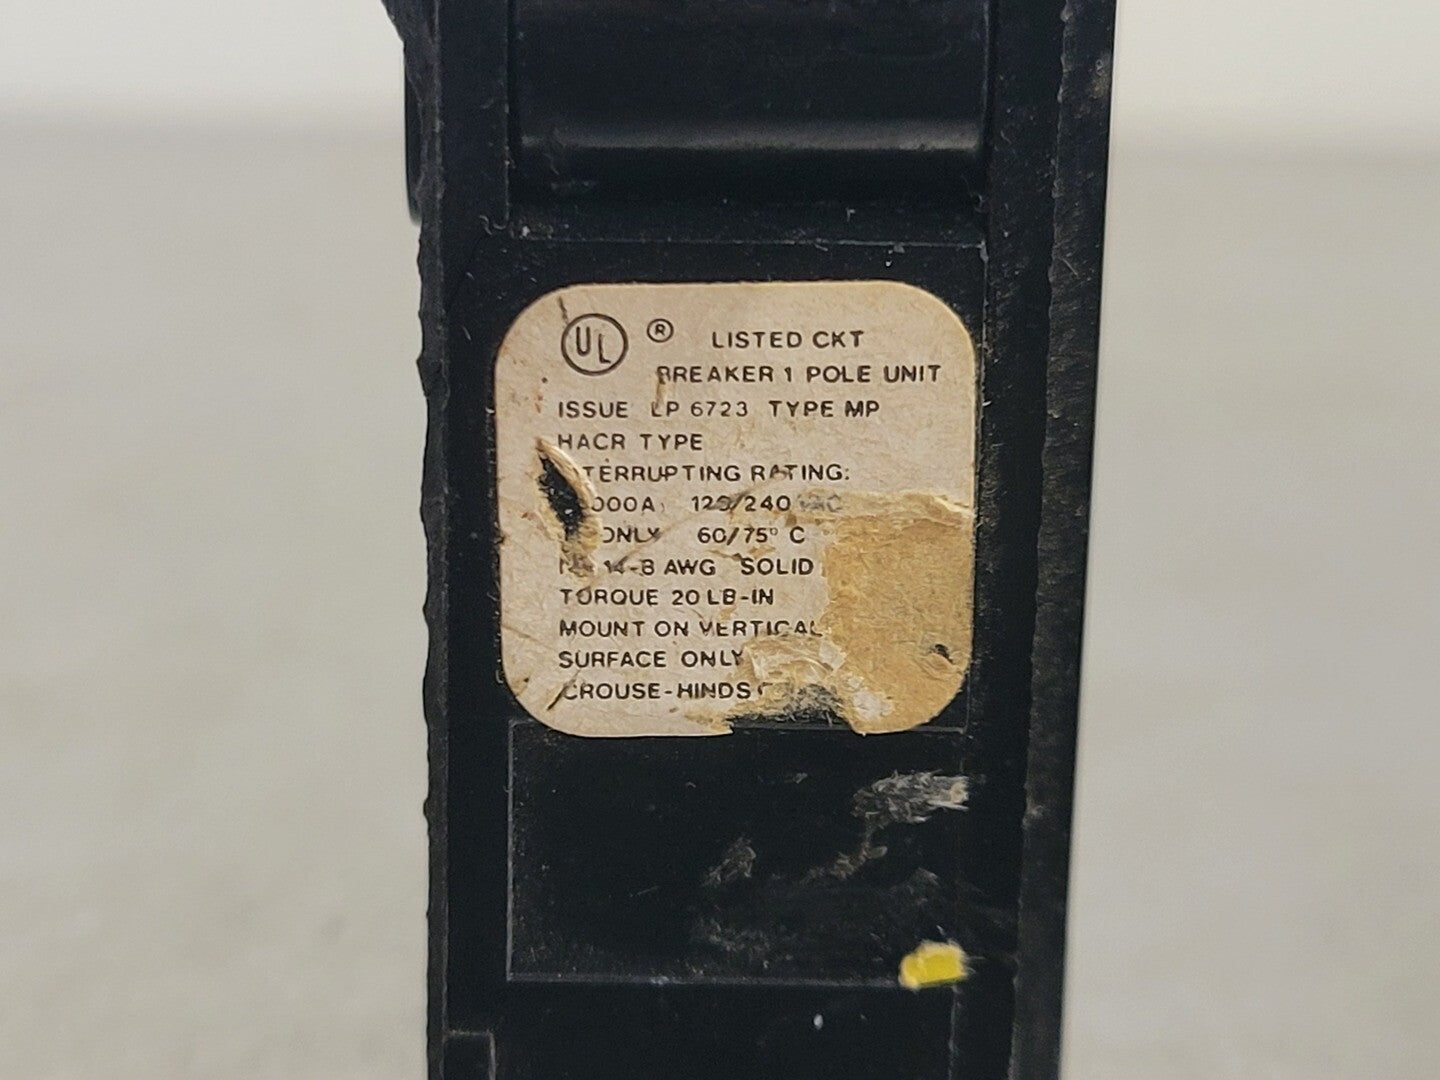 UL ® LISTED CKT
BREAKER 1 POLE UNIT
ISSUE LP 6723 TYPE MP
HACR TYPE
TERRUPTING RATING:
000A, 120/240
ONLY 60/75° C
14-8 AWG SOLID
TORQUE 20 LB-IN
MOUNT ON VERTICAL
SURFACE ONLY
CROUSE-HINDS